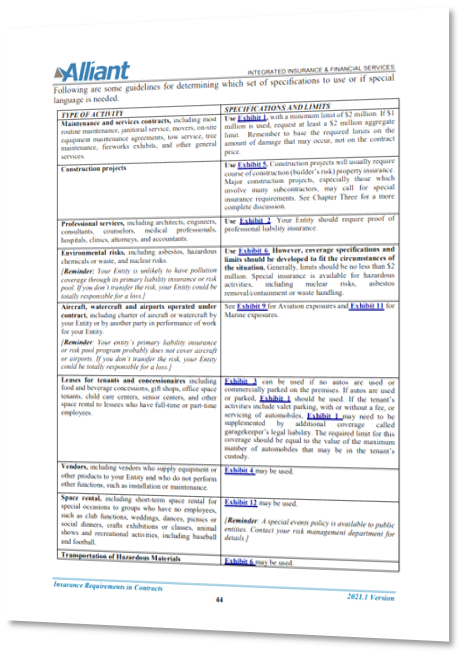 Alliant
INTEGRATED INSURANCE & FINANCIAL SERVICES
Following are some guidelines for determining which set of specifications to use or if special
language is needed.
TYPE OF ACTIVITY
SPECIFICATIONS AND LIMITS
Maintenance and services contracts, including most
routine maintenance, janitorial service, movers, on-site
equipment maintenance agreements, tow service, tree
maintenance, fireworks exhibits, and other general
services.
Use Exhibit 1, with a minimum limit of $2 million. If $1
million is used, request at least a $2 million aggregate
limit. Remember to base the required limits on the
amount of damage that may occur, not on the contract
price.
Construction projects
Use Exhibit 5. Construction projects will usually require
course of construction (builder's risk) property insurance.
Major construction projects, especially those which
involve many subcontractors, may call for special
insurance requirements. See Chapter Three for a more
complete discussion.
Professional services, including architects, engineers,
consultants, counselors, medical professionals,
hospitals, clinics, attorneys, and accountants.
Use Exhibit 2. Your Entity should require proof of
professional liability insurance.
Environmental risks, including asbestos, hazardous
chemicals or waste, and nuclear risks.
[Reminder: Your Entity is unlikely to have pollution
coverage through its primary liability insurance or risk
pool. If you don't transfer the risk, your Entity could be
totally responsible for a loss.]
Use Exhibit 6. However, coverage specifications and
limits should be developed to fit the circumstances of
the situation. Generally, limits should be no less than $2
million. Special insurance is available for hazardous
activities, including nuclear risks, asbestos
removal/containment or waste handling.
Aircraft, watercraft and airports operated under
contract, including charter of aircraft or watercraft by
your Entity or by another party in performance of work
for your Entity.
[Reminder: Your entity's primary liability insurance
or risk pool program probably does not cover aircraft
or airports. If you don't transfer the risk, your Entity
could be totally responsible for a loss.]
See Exhibit 9 for Aviation exposures and Exhibit 11 for
Marine exposures.
Leases for tenants and concessionaires including
food and beverage concessions, gift shops, office space
tenants, child care centers, senior centers, and other
space rental to lessees who have full-time or part-time
employees.
Exhibit 3 can be used if no autos are used or
commercially parked on the premises. If autos are used
or parked, Exhibit 1 should be used. If the tenant's
activities include valet parking, with or without a fee, or
servicing of automobiles, Exhibit 1 may need to be
supplemented by additional coverage called
garagekeeper's legal liability. The required limit for this
coverage should be equal to the value of the maximum
number of automobiles that may be in the tenant's
custody.
Vendors, including vendors who supply equipment or
other products to your Entity and who do not perform
other functions, such as installation or maintenance.
Exhibit 4 may be used.
Space rental, including short-term space rental for
special occasions to groups who have no employees,
such as club functions, weddings, dances, picnics or
social dinners, crafts exhibitions or classes, animal
shows and recreational activities, including baseball
and football.
Exhibit 12 may be used.
[Reminder: A special events policy is available to public
entities. Contact your risk management department for
details.]
Transportation of Hazardous Materials
Exhibit 6 may be used.
Insurance Requirements in Contracts
44
2021.1 Version